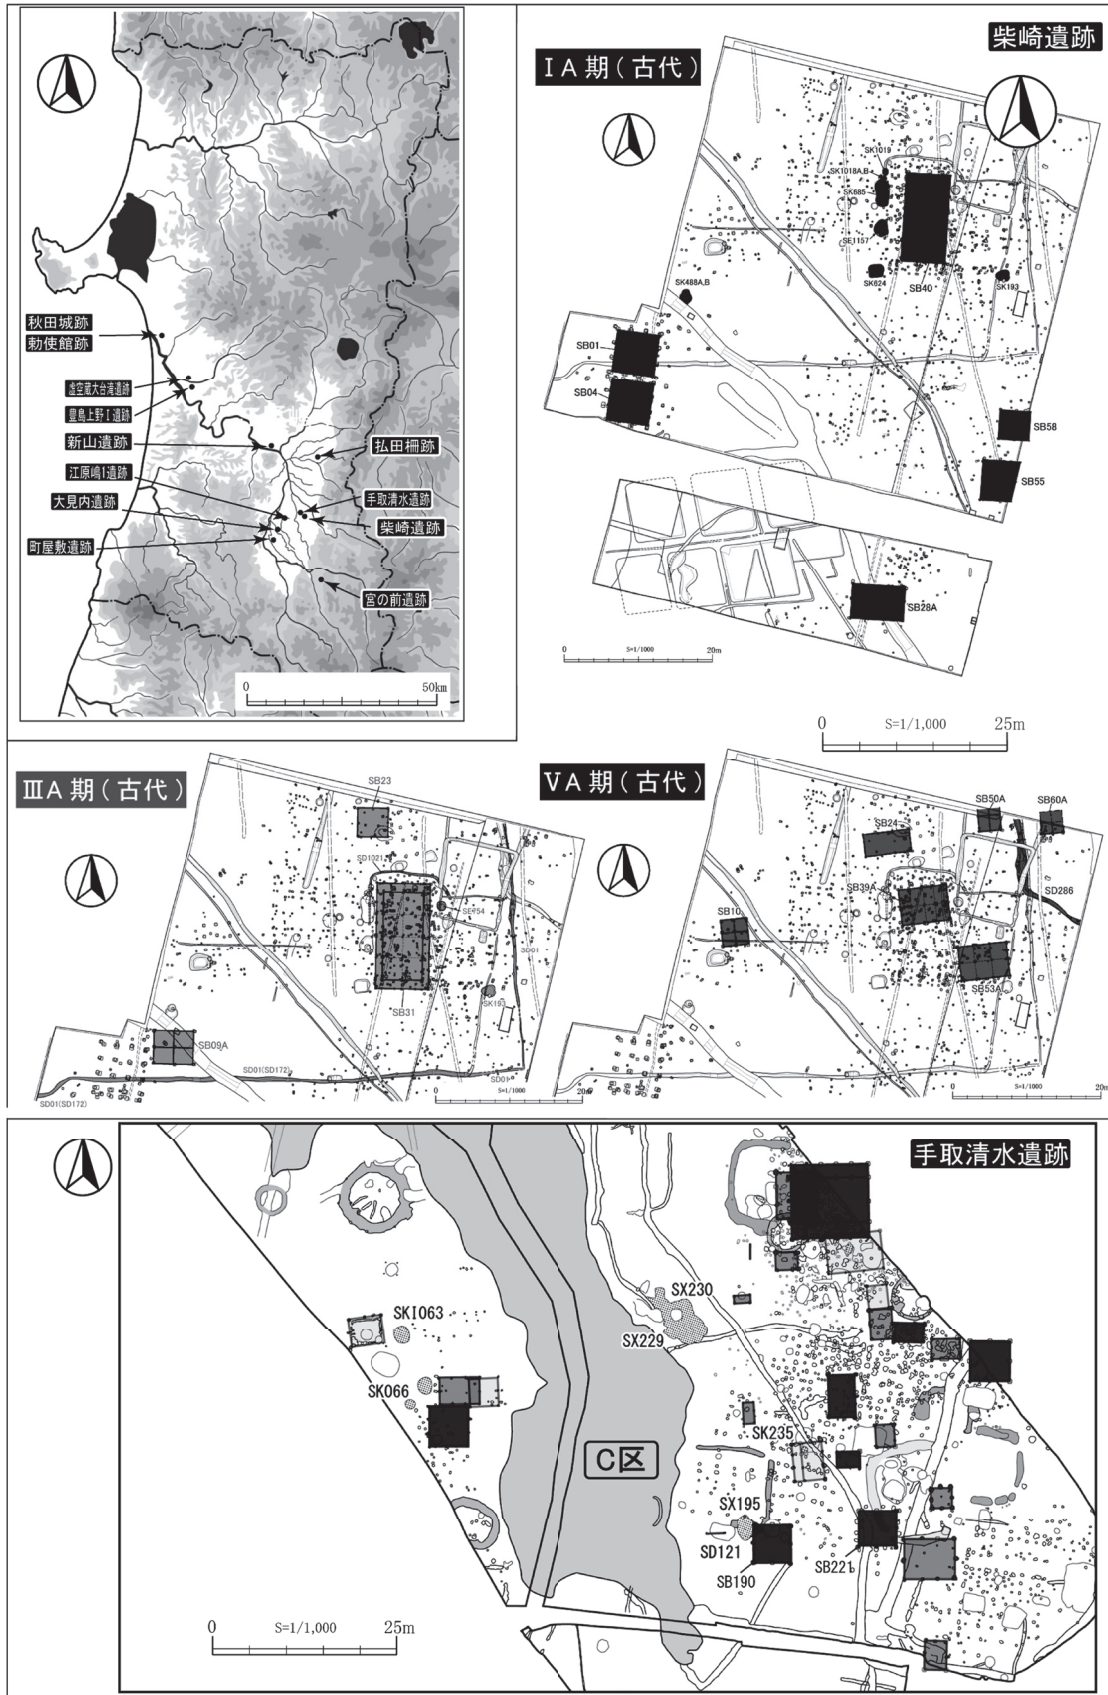 秋田城跡
勅使館跡
虚空蔵大台滝遺跡
豊島上野Ⅰ遺跡
新山遺跡
払田柵跡
江原嶋1遺跡
手取清水遺跡
大見内遺跡
柴崎遺跡
町屋敷遺跡
宮の前遺跡
0
50km
柴崎遺跡
ⅠA期(古代)
SK1019
SK1018A,B
SK685
SE1157
SK624
SB40
SK193
SK488A,B
SB01
SB04
SB58
SB55
SB28A
0
S=1/1000
20m
0
S=1/1,000
25m
ⅢA期(古代)
SB23
SD1021
SE754
SD01
SK193
SB31
SB09A
SD01(SD172)
SD01
SD01(SD172)
0
S=1/1000
20m
ⅤA期(古代)
SB50A
SB60A
SB24
SB39A
SD286
SB10
SB53A
0
S=1/1000
20m
手取清水遺跡
SKI063
SX230
SX229
SK066
SK235
C区
SX195
SD121
SB190
SB221
0
S=1/1,000
25m